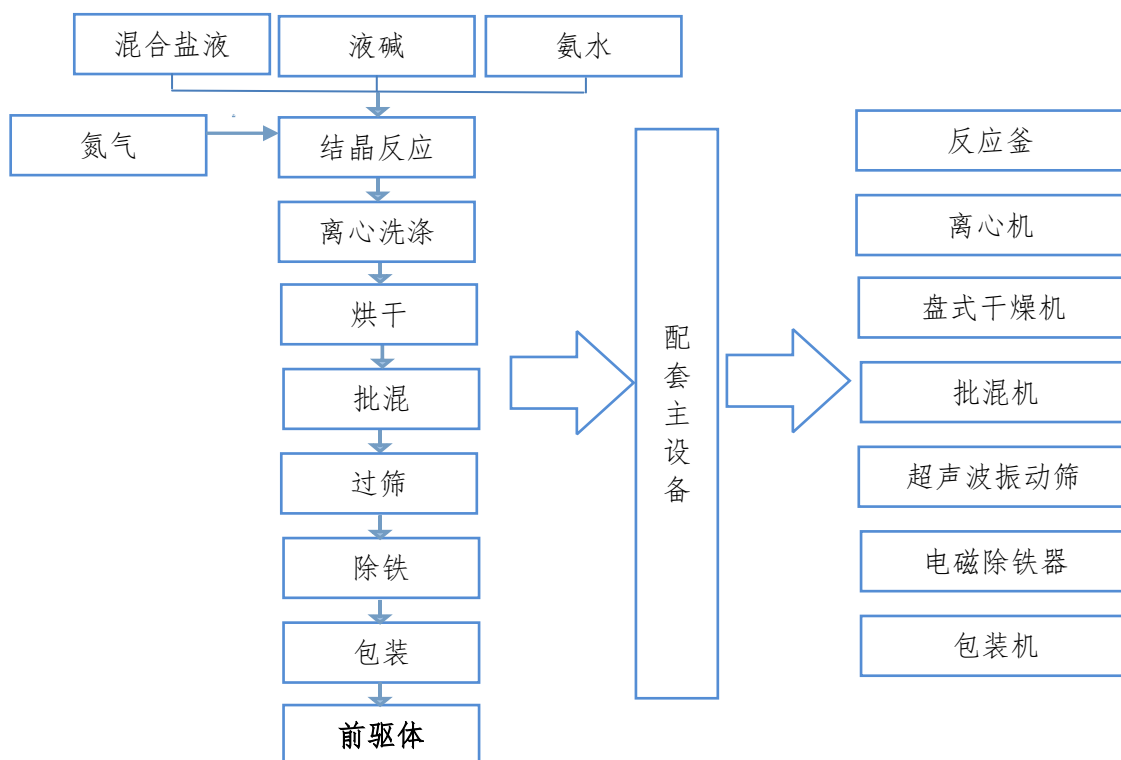 混合盐液
液碱
氨水
氮气
结晶反应
离心洗涤
烘干
批混
过筛
除铁
包装
前驱体
配套主设备
反应釜
离心机
盘式干燥机
批混机
超声波振动筛
电磁除铁器
包装机